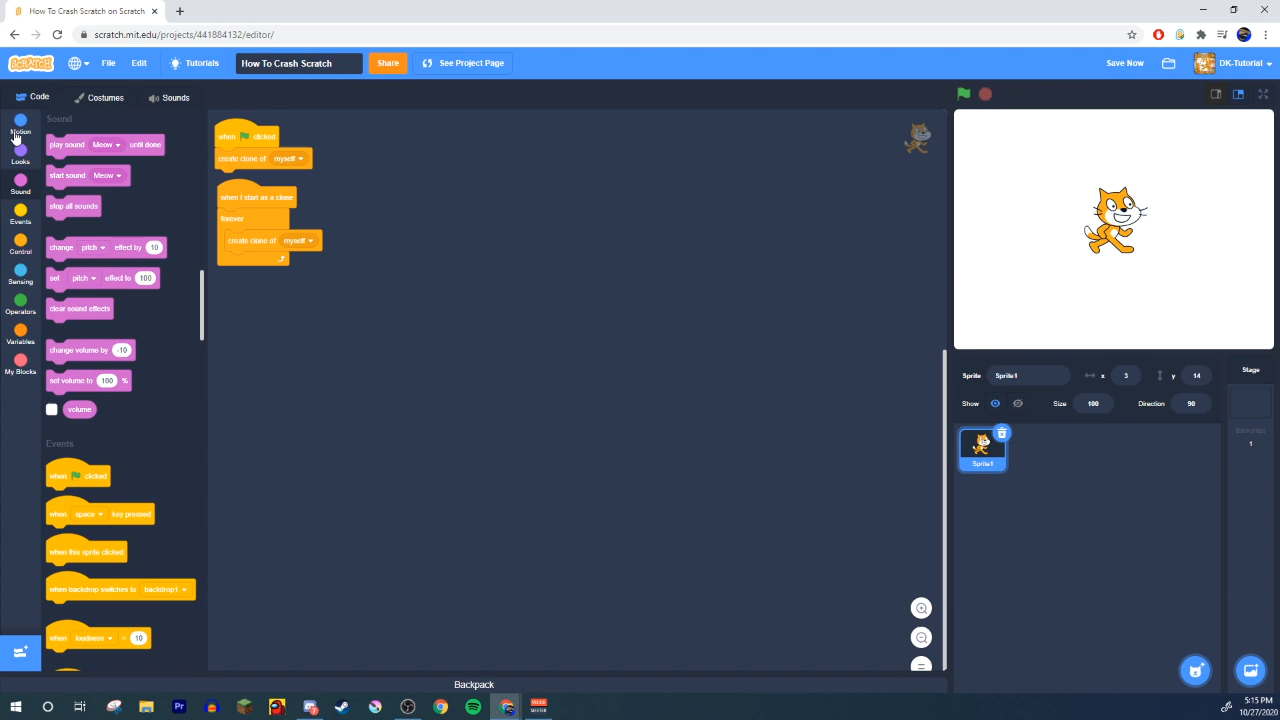 How To Crash Scratch on Scratch
scratch.mit.edu/projects/441884132/editor/
SCRATCH
File
Edit
Tutorials
How To Crash Scratch
Share
See Project Page
Save Now
DK-Tutorial
Code
Costumes
Sounds
Motion
Looks
Sound
Events
Control
Sensing
Operators
Variables
My Blocks
Sound
play sound Meow until done
start sound Meow
stop all sounds
change pitch effect by 10
set pitch effect to 100
clear sound effects
change volume by -10
set volume to 100 %
volume
Events
when clicked
when space key pressed
when this sprite clicked
when backdrop switches to backdrop1
when loudness > 10
when clicked
create clone of myself
when I start as a clone
forever
create clone of myself
Sprite
Sprite1
x
3
y
14
Show
Size
100
Direction
90
Sprite1
Stage
Backdrops
1
Backpack
5:15 PM
10/27/2020